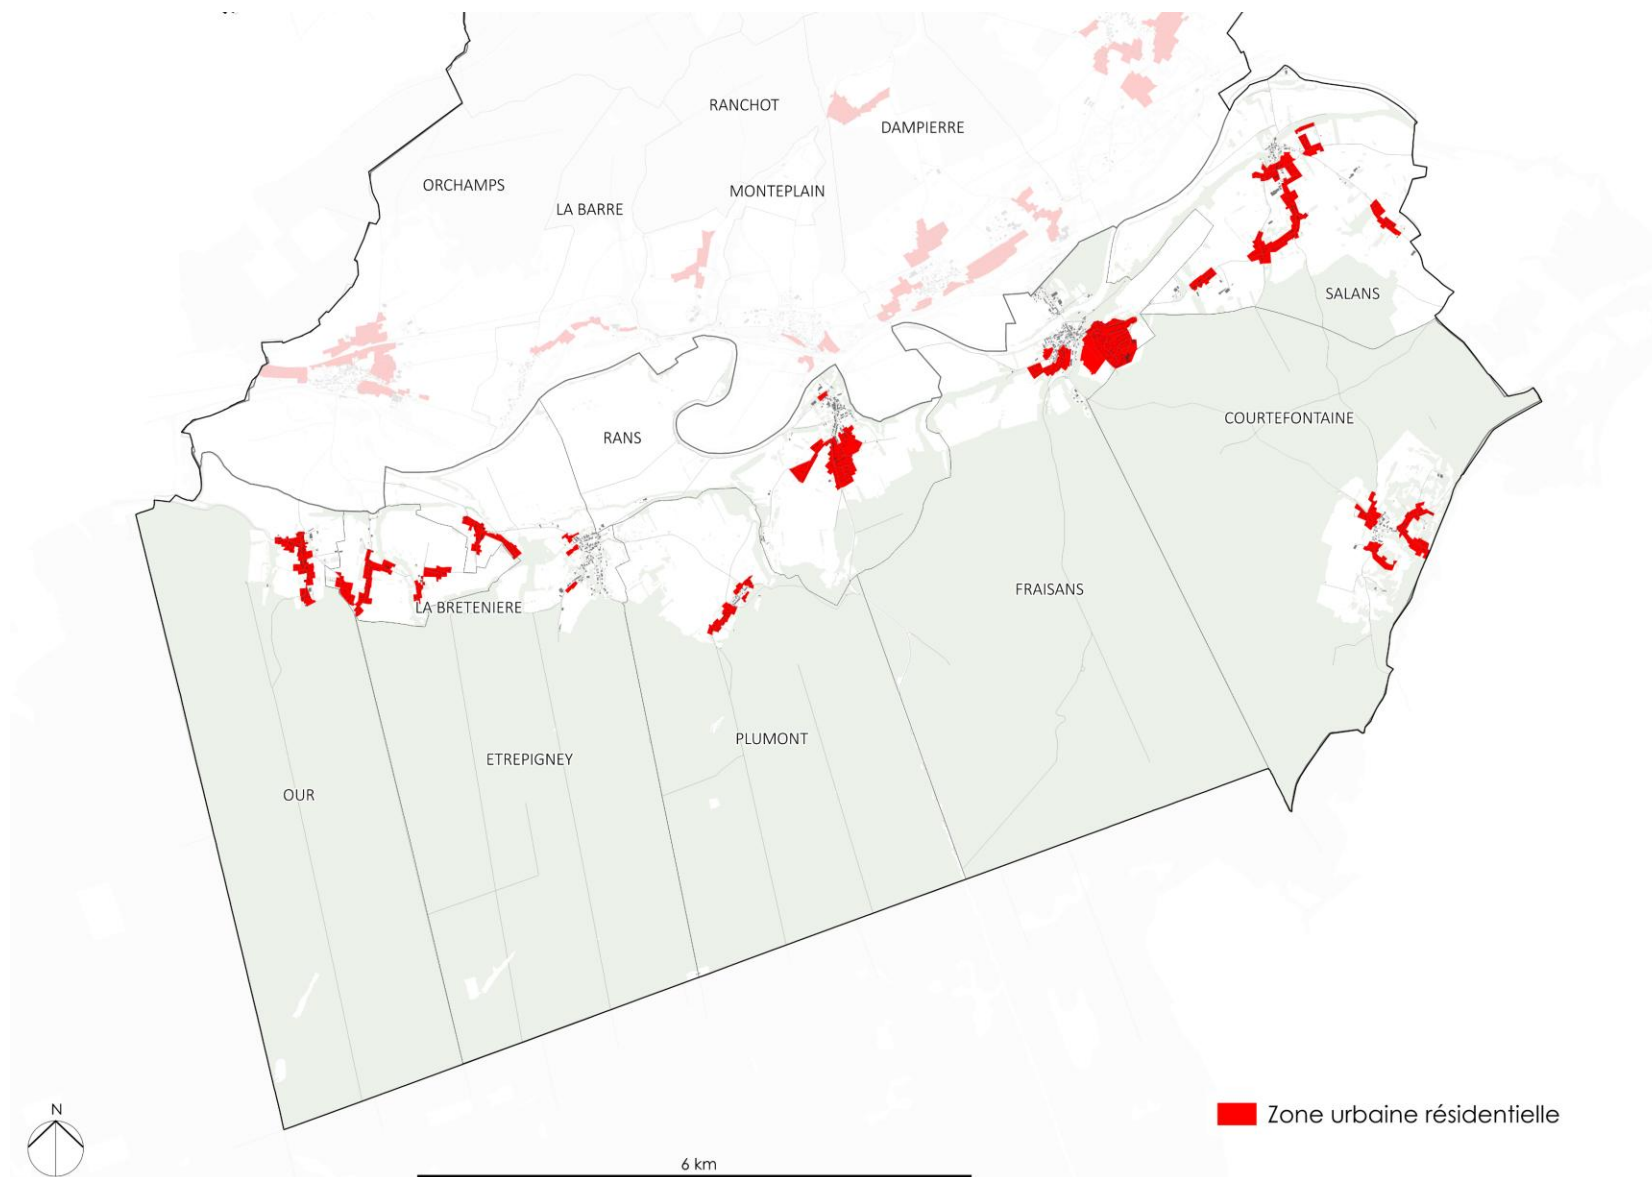 RANCHOT
DAMPIERRE
ORCHAMPS
MONTEPLAIN
LA BARRE
SALANS
COURTEFONTAINE
RANS
FRAISANS
LA BRETENIERE
PLUMONT
ETREPIGNEY
OUR
N
Zone urbaine résidentielle
6 km